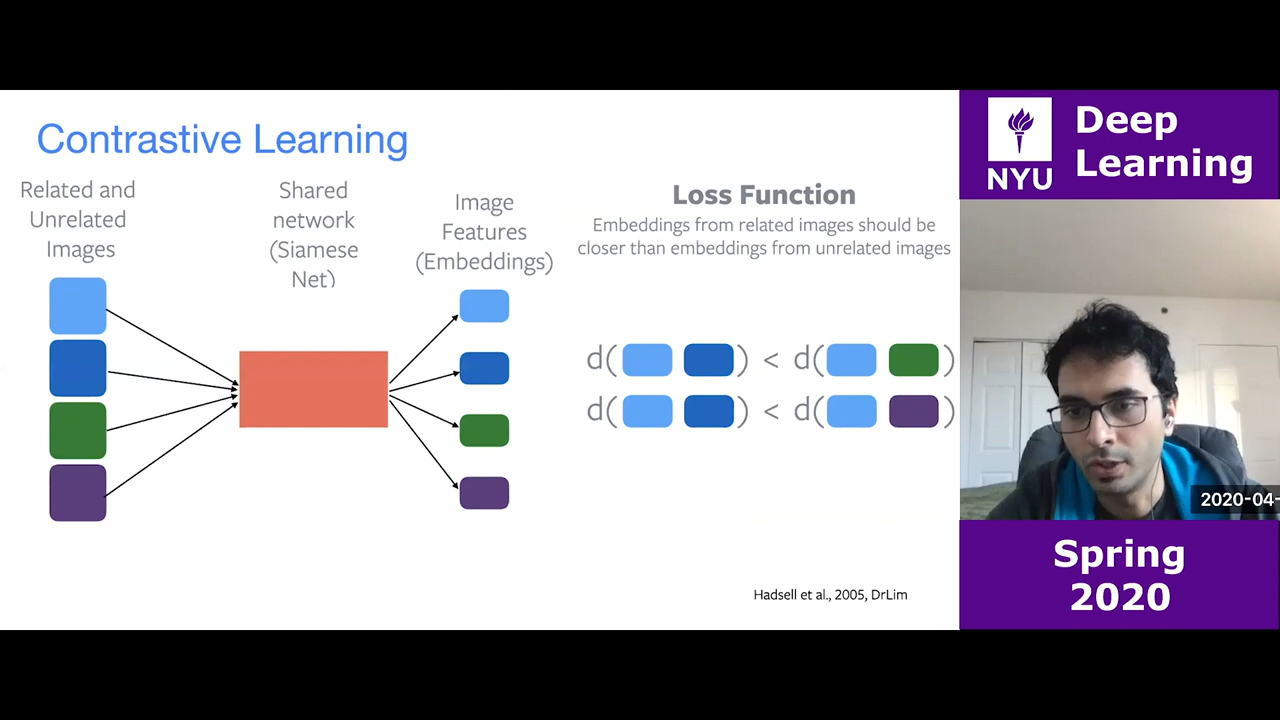 Contrastive Learning
Related and
Unrelated
Images
Shared
network
(Siamese
Net)
Image
Features
(Embeddings)
Loss Function
Embeddings from related images should be
closer than embeddings from unrelated images
d( ) < d( )
d( ) < d( )
Hadsell et al., 2005, DrLim
NYU
Deep
Learning
2020-04-
Spring
2020